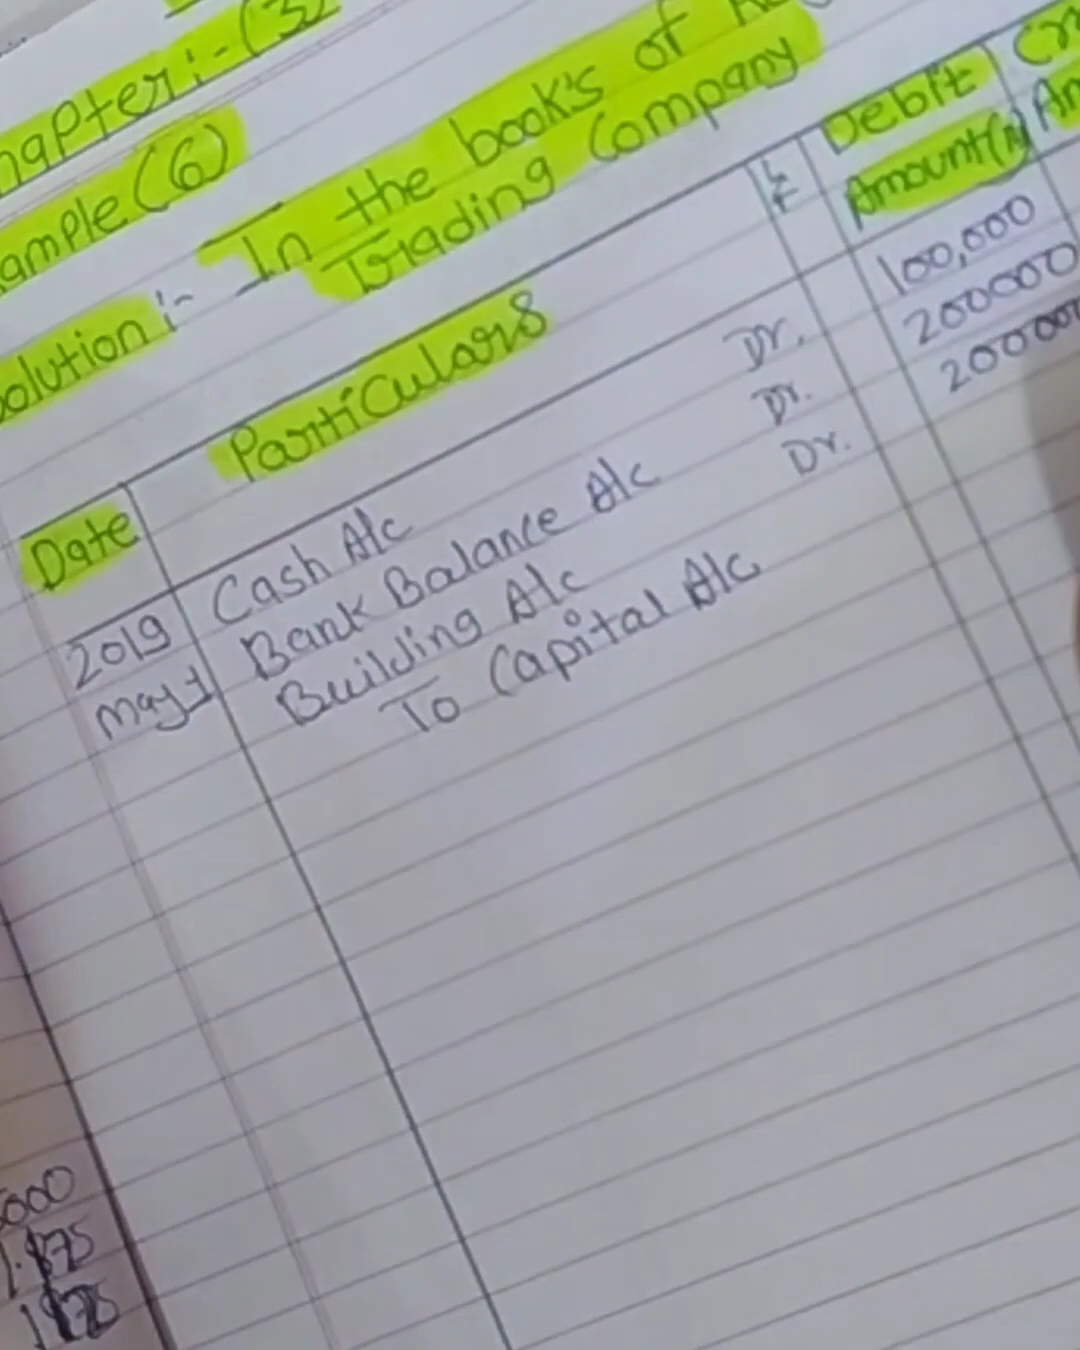 hapter:-(3)
ample (6)
olution:- In the book's of
Trading Company
Date Particulars L.F Debit Amount(₹)
2019 Cash A/c Dr. 100,000
May 1 Bank Balance A/c Dr. 200000
Building A/c Dr. 200000
To Capital A/c
000